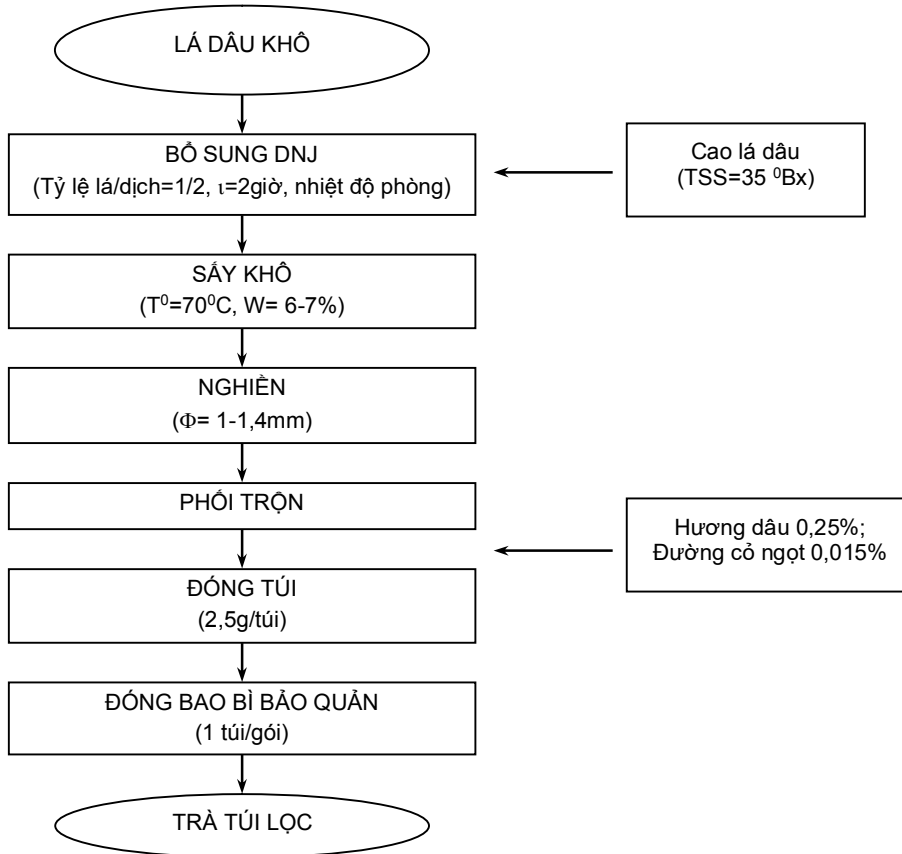 LÁ DÂU KHÔ
BỔ SUNG DNJ
(Tỷ lệ lá/dịch=1/2, ι=2giờ, nhiệt độ phòng)
Cao lá dâu
(TSS=35 ⁰Bx)
SẤY KHÔ
(T⁰=70⁰C, W= 6-7%)
NGHIỀN
(Φ= 1-1,4mm)
PHỐI TRỘN
Hương dâu 0,25%;
Đường cỏ ngọt 0,015%
ĐÓNG TÚI
(2,5g/túi)
ĐÓNG BAO BÌ BẢO QUẢN
(1 túi/gói)
TRÀ TÚI LỌC